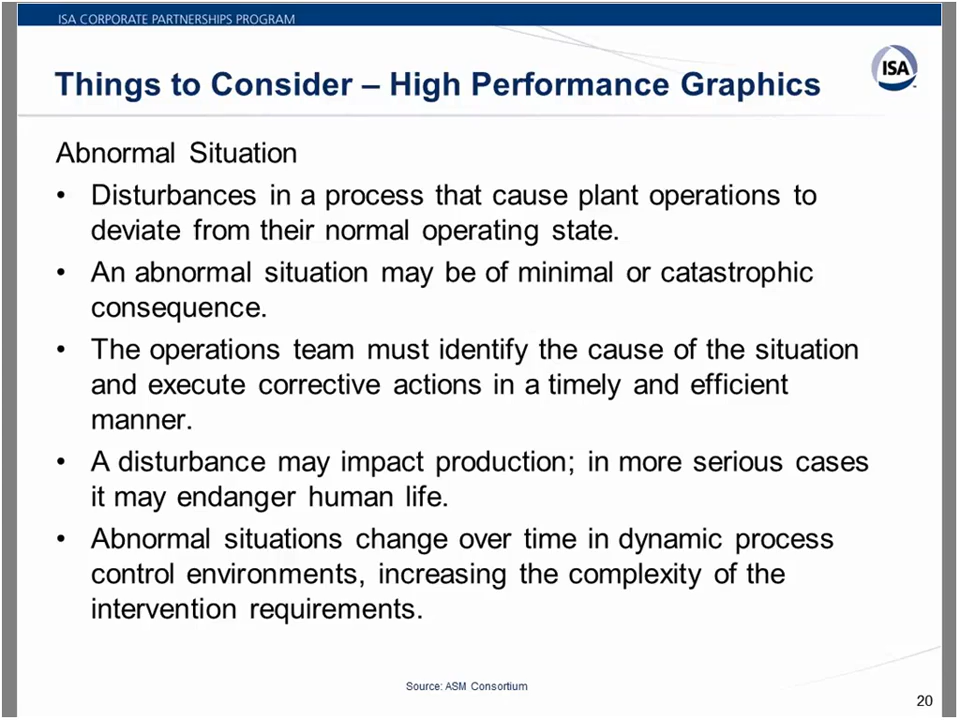 ISA CORPORATE PARTNERSHIPS PROGRAM
Things to Consider – High Performance Graphics
ISA
Abnormal Situation
• Disturbances in a process that cause plant operations to
deviate from their normal operating state.
• An abnormal situation may be of minimal or catastrophic
consequence.
• The operations team must identify the cause of the situation
and execute corrective actions in a timely and efficient
manner.
• A disturbance may impact production; in more serious cases
it may endanger human life.
• Abnormal situations change over time in dynamic process
control environments, increasing the complexity of the
intervention requirements.
Source: ASM Consortium
20